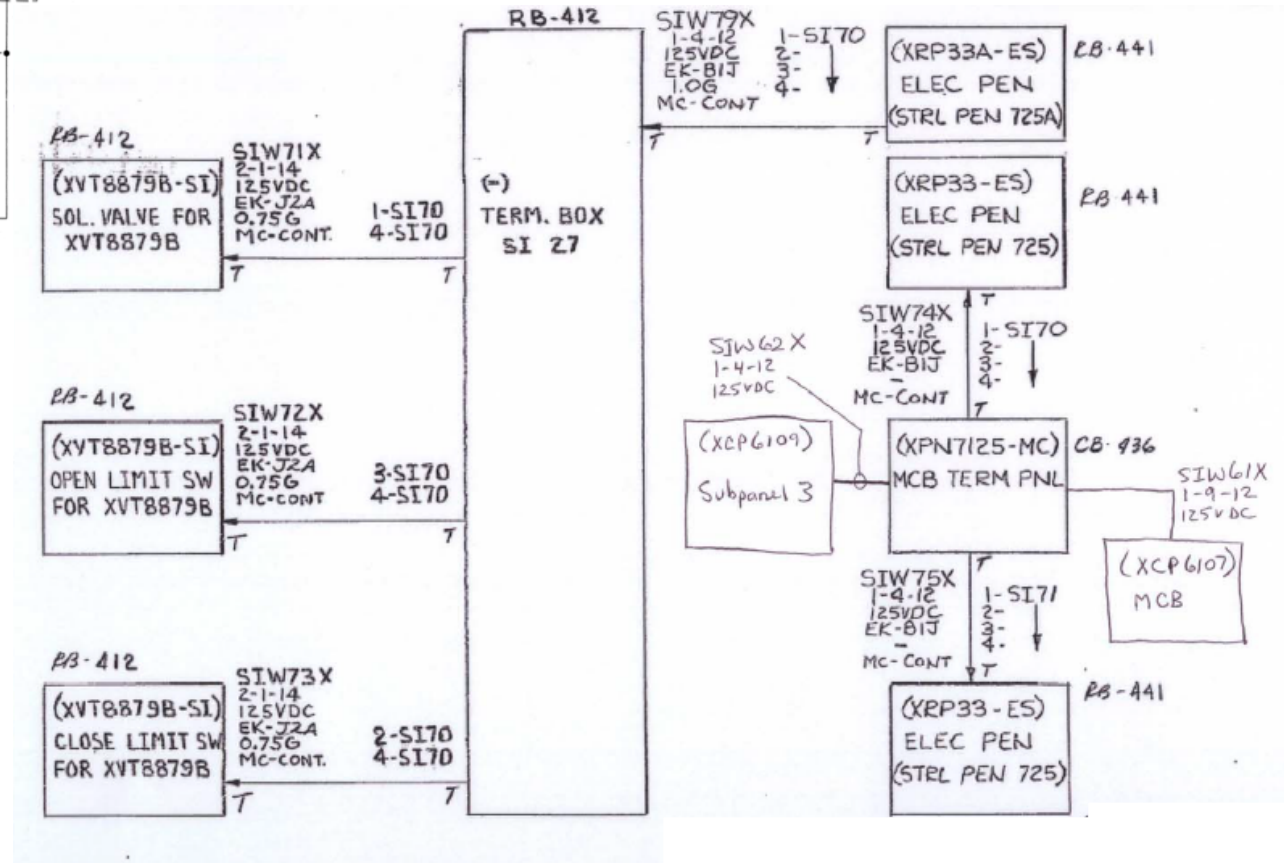 RB-412
SIW79X
1-4-12
125VDC
EK-B1J
1.0G
MC-CONT
1-SI70
2-
3-
4-
T
T
(XRP33A-ES)
ELEC PEN
(STRL PEN 725A)
RB-441
RB-412
(XVT8879B-SI)
SOL. VALVE FOR
XVT8879B
SIW71X
2-1-14
125VDC
EK-J2A
0.75G
MC-CONT.
1-SI70
4-SI70
T
T
(-)
TERM. BOX
SI 27
(XRP33-ES)
ELEC PEN
(STRL PEN 725)
RB-441
T
SIW74X
1-4-12
125VDC
EK-B1J
-
MC-CONT
1-SI70
2-
3-
4-
T
SIW62X
1-4-12
125VDC
RB-412
(XVT8879B-SI)
OPEN LIMIT SW
FOR XVT8879B
SIW72X
2-1-14
125VDC
EK-J2A
0.75G
MC-CONT
3-SI70
4-SI70
T
T
(XCP6109)
Subpanel 3
(XPN7125-MC)
MCB TERM PNL
CB-436
SIW61X
1-9-12
125VDC
(XCP6107)
MCB
T
SIW75X
1-4-12
125VDC
EK-B1J
-
MC-CONT
1-SI71
2-
3-
4-
T
RB-412
(XVT8879B-SI)
CLOSE LIMIT SW
FOR XVT8879B
SIW73X
2-1-14
125VDC
EK-J2A
0.75G
MC-CONT.
2-SI70
4-SI70
T
T
(XRP33-ES)
ELEC PEN
(STRL PEN 725)
RB-441